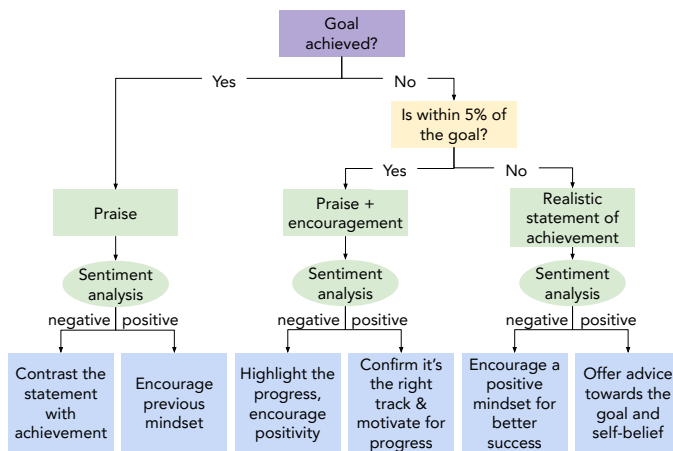 Goal
achieved?
Yes
No
Is within 5% of
the goal?
Yes
No
Praise
Praise +
encouragement
Realistic
statement of
achievement
Sentiment
analysis
Sentiment
analysis
Sentiment
analysis
negative
positive
negative
positive
negative
positive
Contrast the
statement
with
achievement
Encourage
previous
mindset
Highlight the
progress,
encourage
positivity
Confirm it's
the right
track &
motivate for
progress
Encourage a
positive
mindset for
better
success
Offer advice
towards the
goal and
self-belief